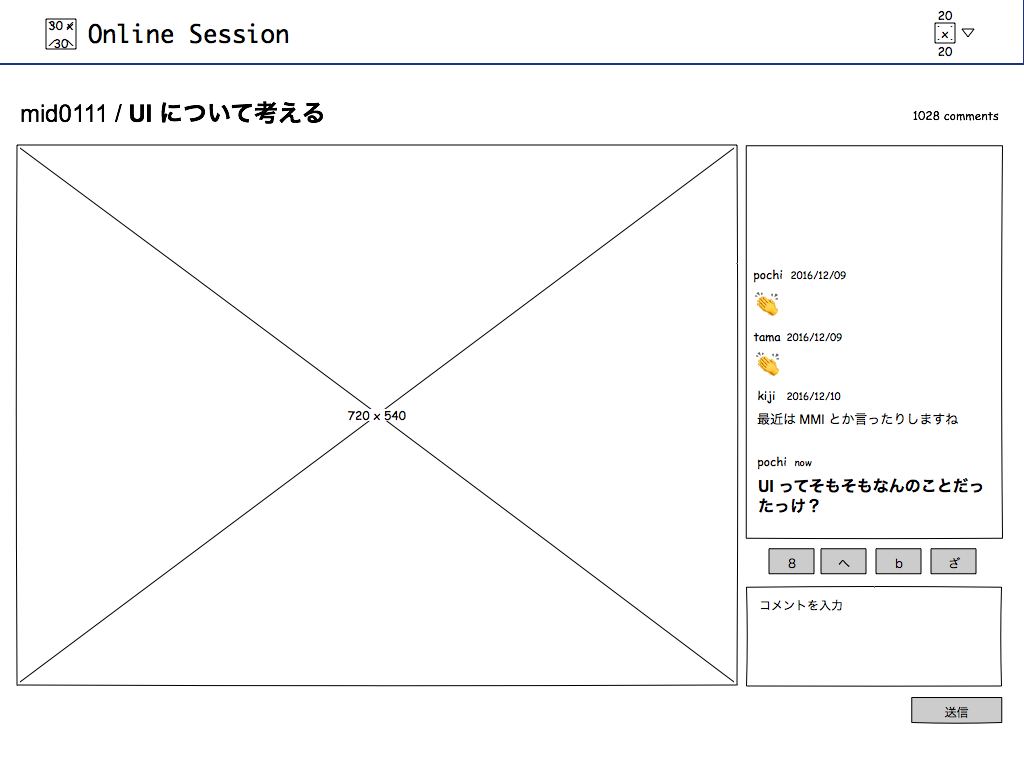 30 x
30
Online Session
20
x
20
mid0111 / UI について考える
1028 comments
720 x 540
pochi 2016/12/09
tama 2016/12/09
kiji 2016/12/10
最近は MMI とか言ったりしますね
pochi now
UI ってそもそもなんのことだっ
たっけ？
8
へ
b
ざ
コメントを入力
送信